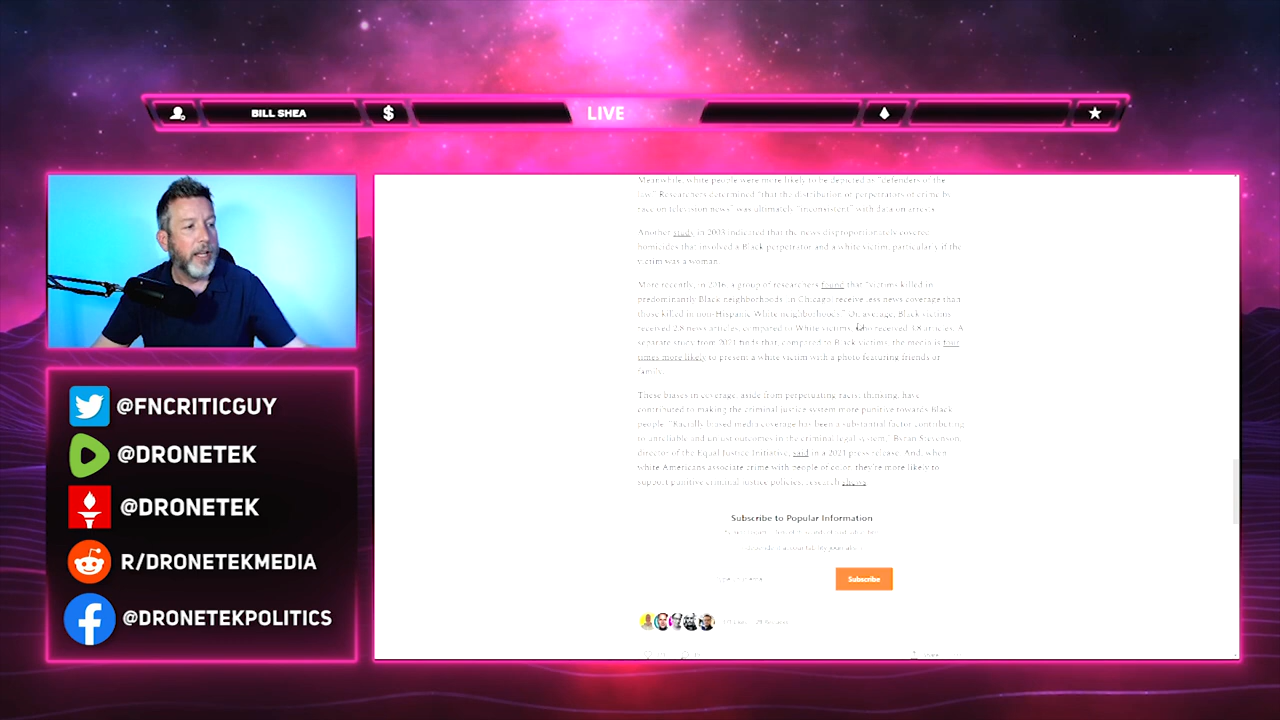 BILL SHEA
$
LIVE
Meanwhile, white people were more likely to be depicted as "defenders of the
law." Researchers determined "that the distribution of perpetrators of crime by
race on television news" was ultimately "inconsistent" with data on arrests.
Another study in 2003 indicated that the news disproportionately covered
homicides that involved a Black perpetrator and a white victim, particularly if the
victim was a woman.
More recently, in 2016, a group of researchers found that "victims killed in
predominantly Black neighborhoods" in Chicago "receive less news coverage than
those killed in non-Hispanic White neighborhoods." On average, Black victims
received 2.8 news articles, compared to White victims, who received 3.8 articles. A
separate study from 2021 finds that, compared to Black victims, the media is four
times more likely to present a white victim with a photo featuring friends or
family.
These biases in coverage, aside from perpetuating racist thinking, have
contributed to making the criminal justice system more punitive towards Black
people. "Racially biased media coverage has been a substantial factor contributing
to unreliable and unjust outcomes in the criminal legal system," Bryan Stevenson,
director of the Equal Justice Initiative, said in a 2021 press release. And, when
white Americans associate crime with people of color, they're more likely to
support punitive criminal justice policies, research shows.
Subscribe to Popular Information
Subscribe
Share
@FNCRITICGUY
@DRONETEK
@DRONETEK
R/DRONETEKMEDIA
@DRONETEKPOLITICS